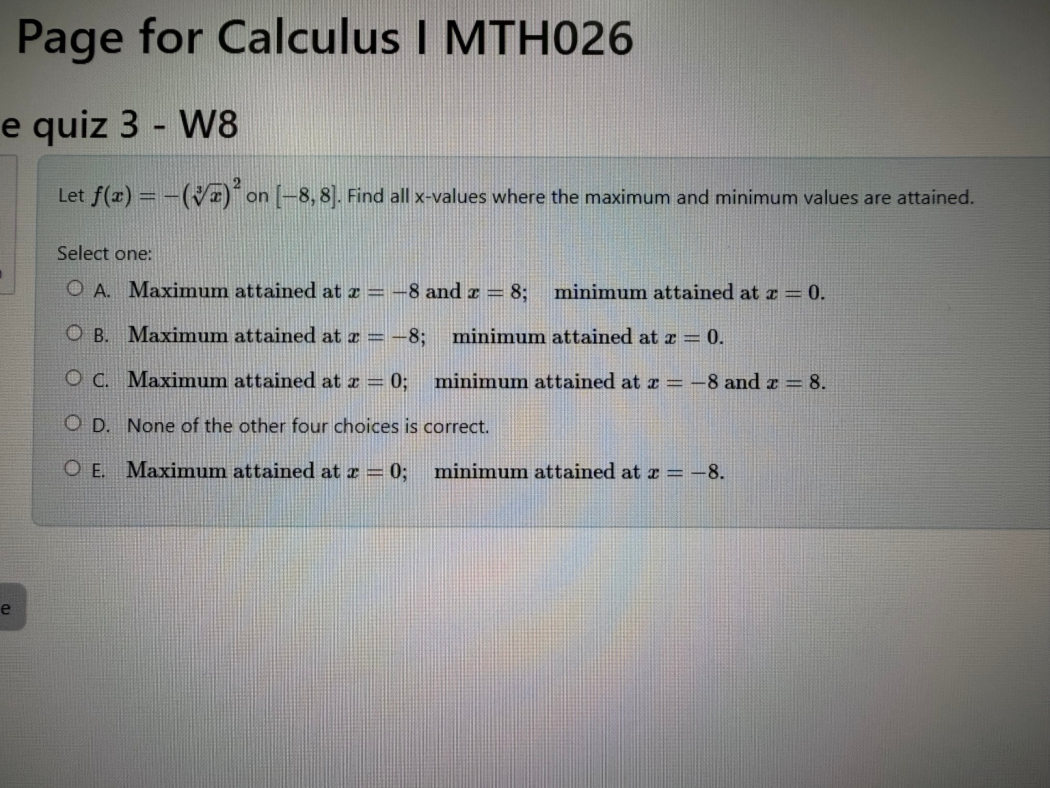 Page for Calculus I MTH026
e quiz 3 - W8
Let f(x) = −(∛x)² on [−8, 8]. Find all x-values where the maximum and minimum values are attained.
Select one:
A. Maximum attained at x = −8 and x = 8; minimum attained at x = 0.
B. Maximum attained at x = −8; minimum attained at x = 0.
C. Maximum attained at x = 0; minimum attained at x = −8 and x = 8.
D. None of the other four choices is correct.
E. Maximum attained at x = 0; minimum attained at x = −8.
e